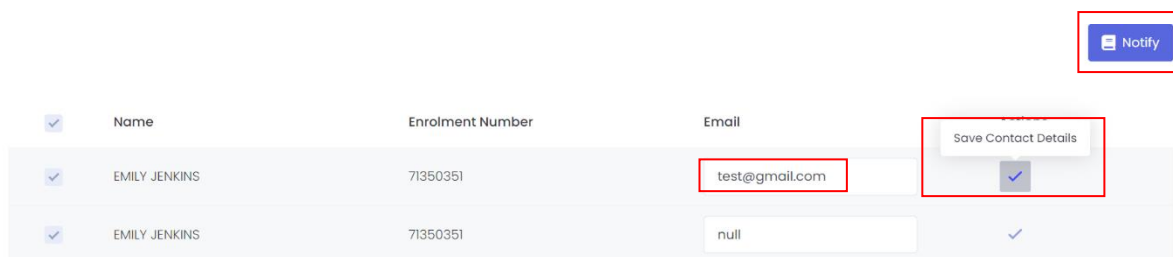 Notify
Name Enrolment Number Email
Save Contact Details
EMILY JENKINS 71350351 test@gmail.com
EMILY JENKINS 71350351 null